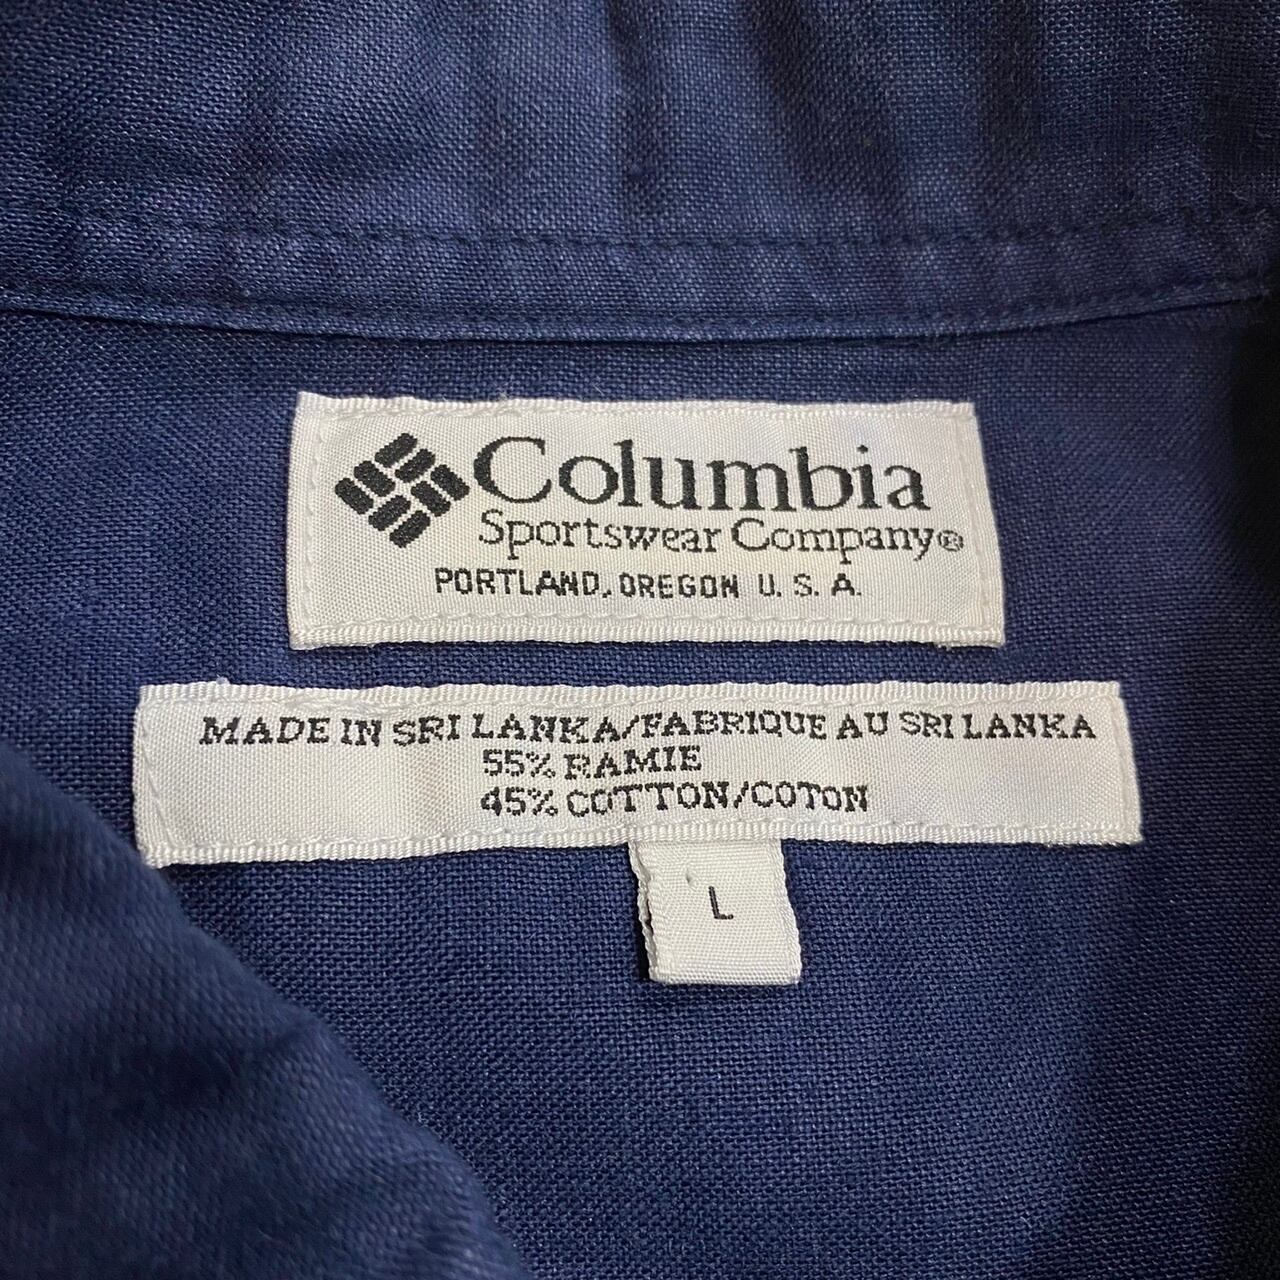 Columbia
Sportswear Company®
PORTLAND, OREGON U. S. A.
MADE IN SRI LANKA/FABRIQUE AU SRI LANKA
55% RAMIE
45% COTTON/COTON
L